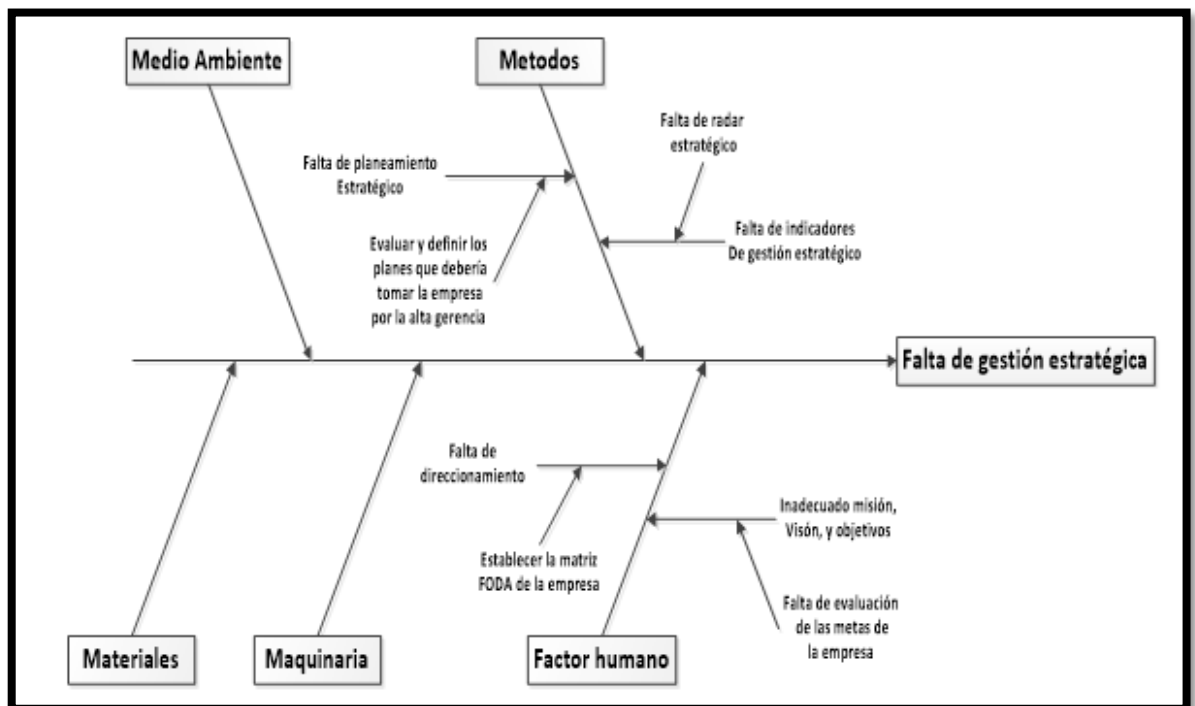 Medio Ambiente
Metodos
Falta de radar
estratégico
Falta de planeamiento
Estratégico
Falta de indicadores
De gestión estratégico
Evaluar y definir los
planes que debería
tomar la empresa
por la alta gerencia
Falta de gestión estratégica
Falta de
direccionamiento
Inadecuado misión,
Visón, y objetivos
Establecer la matriz
FODA de la empresa
Falta de evaluación
de las metas de
la empresa
Materiales
Maquinaria
Factor humano